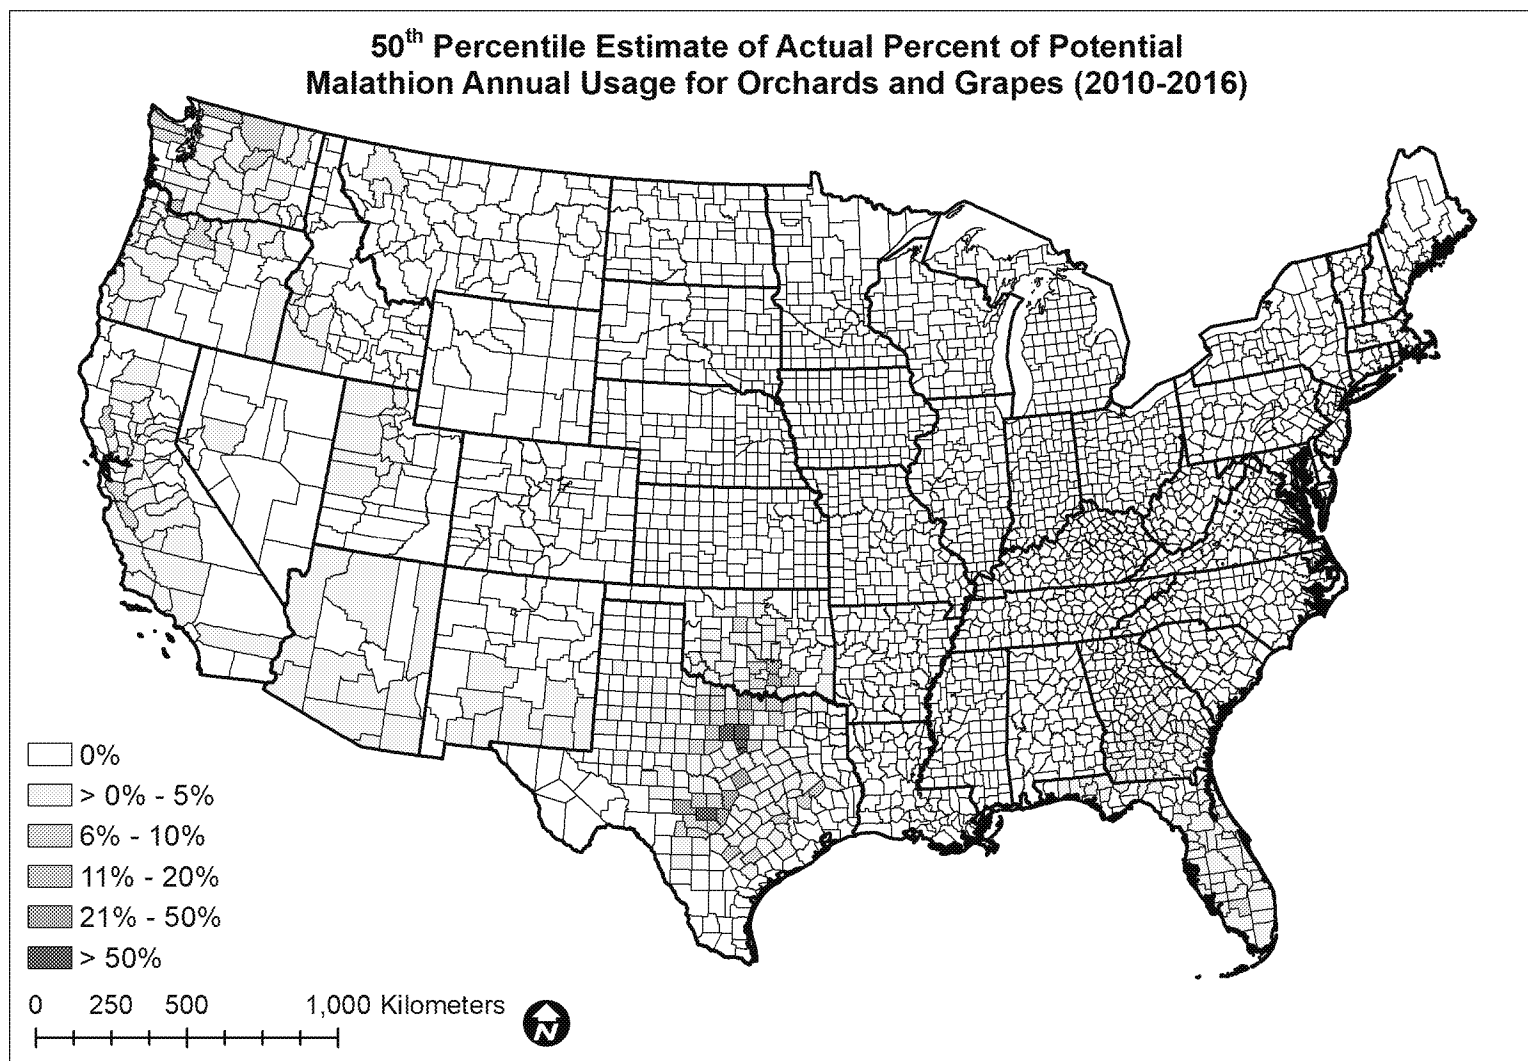 50th Percentile Estimate of Actual Percent of Potential
Malathion Annual Usage for Orchards and Grapes (2010-2016)
0%
> 0% - 5%
6% - 10%
11% - 20%
21% - 50%
> 50%
0 250 500 1,000 Kilometers
N